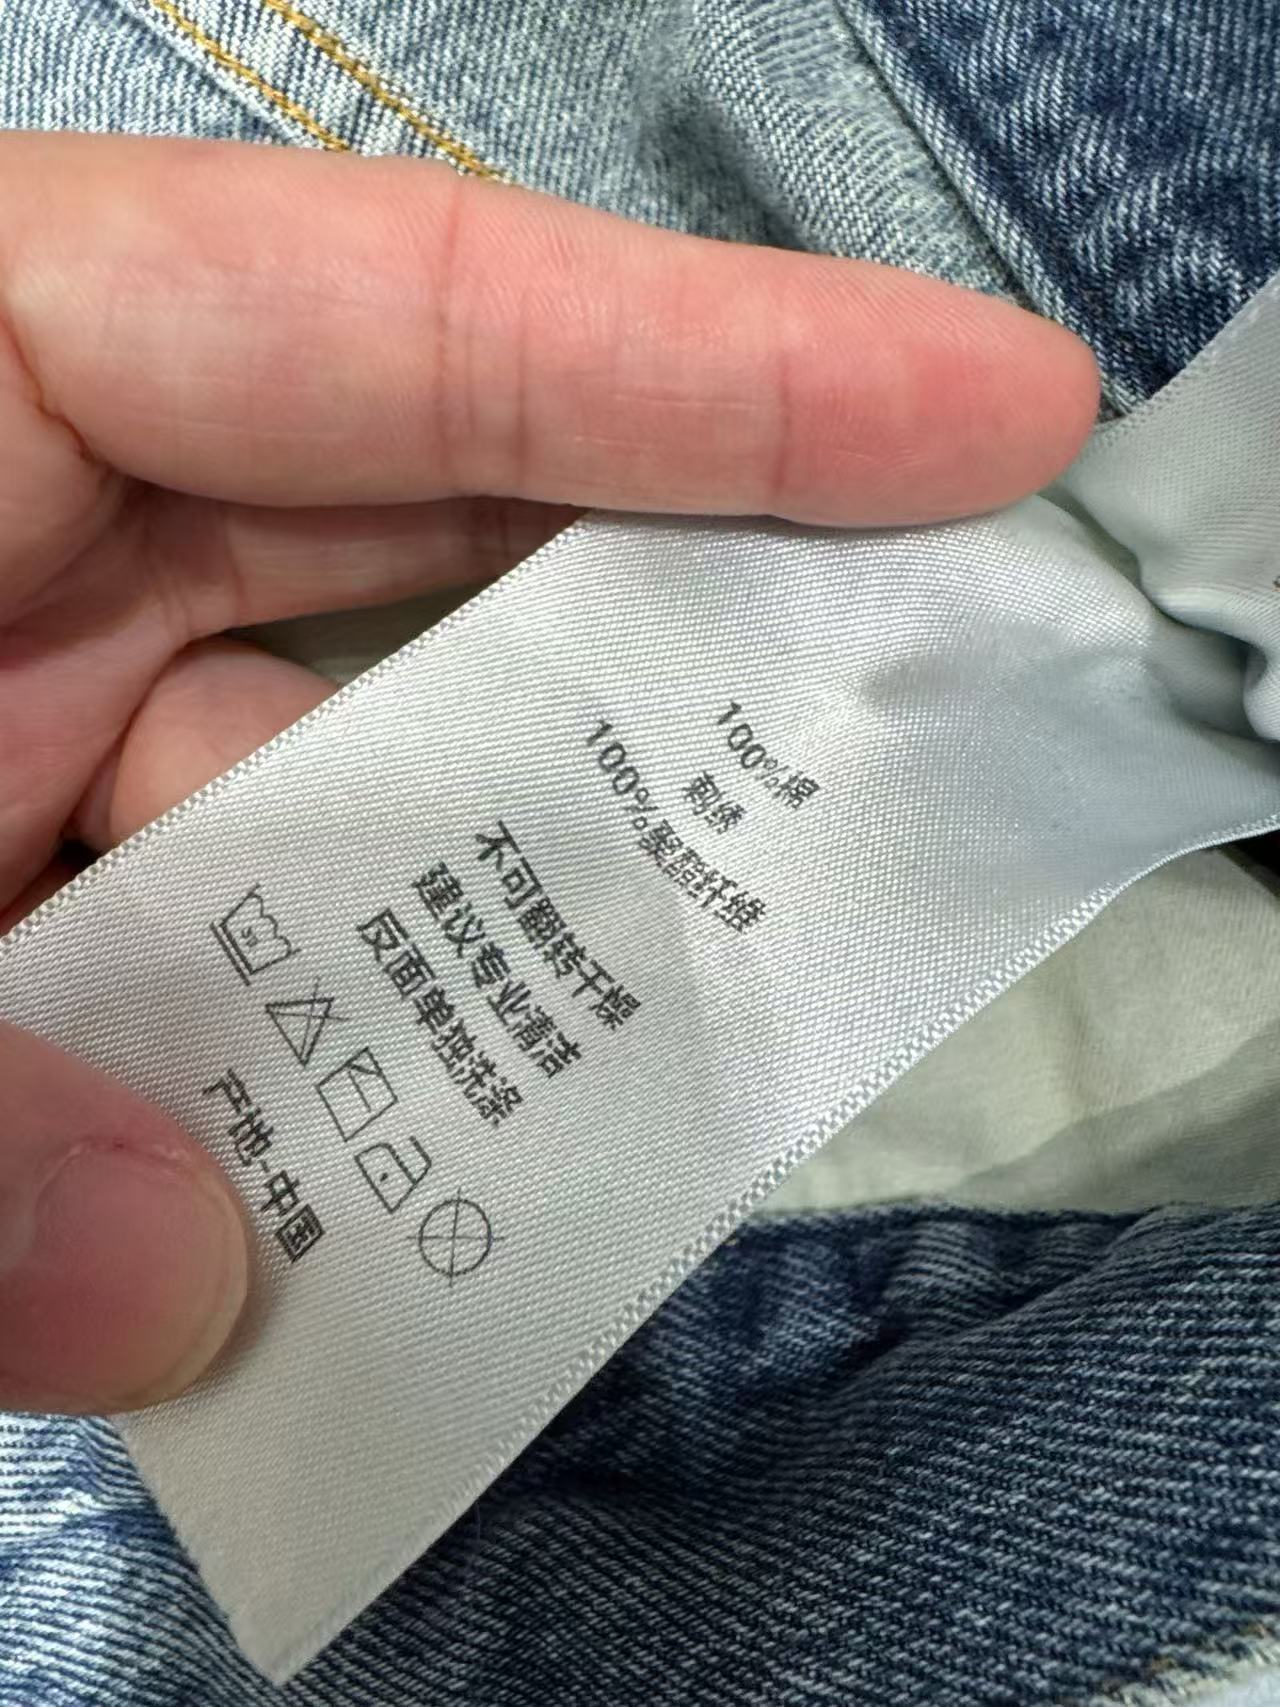 100%棉
刺绣
100%聚酯纤维
不可翻转干燥
建议专业清洁
反面单独洗涤
产地-中国